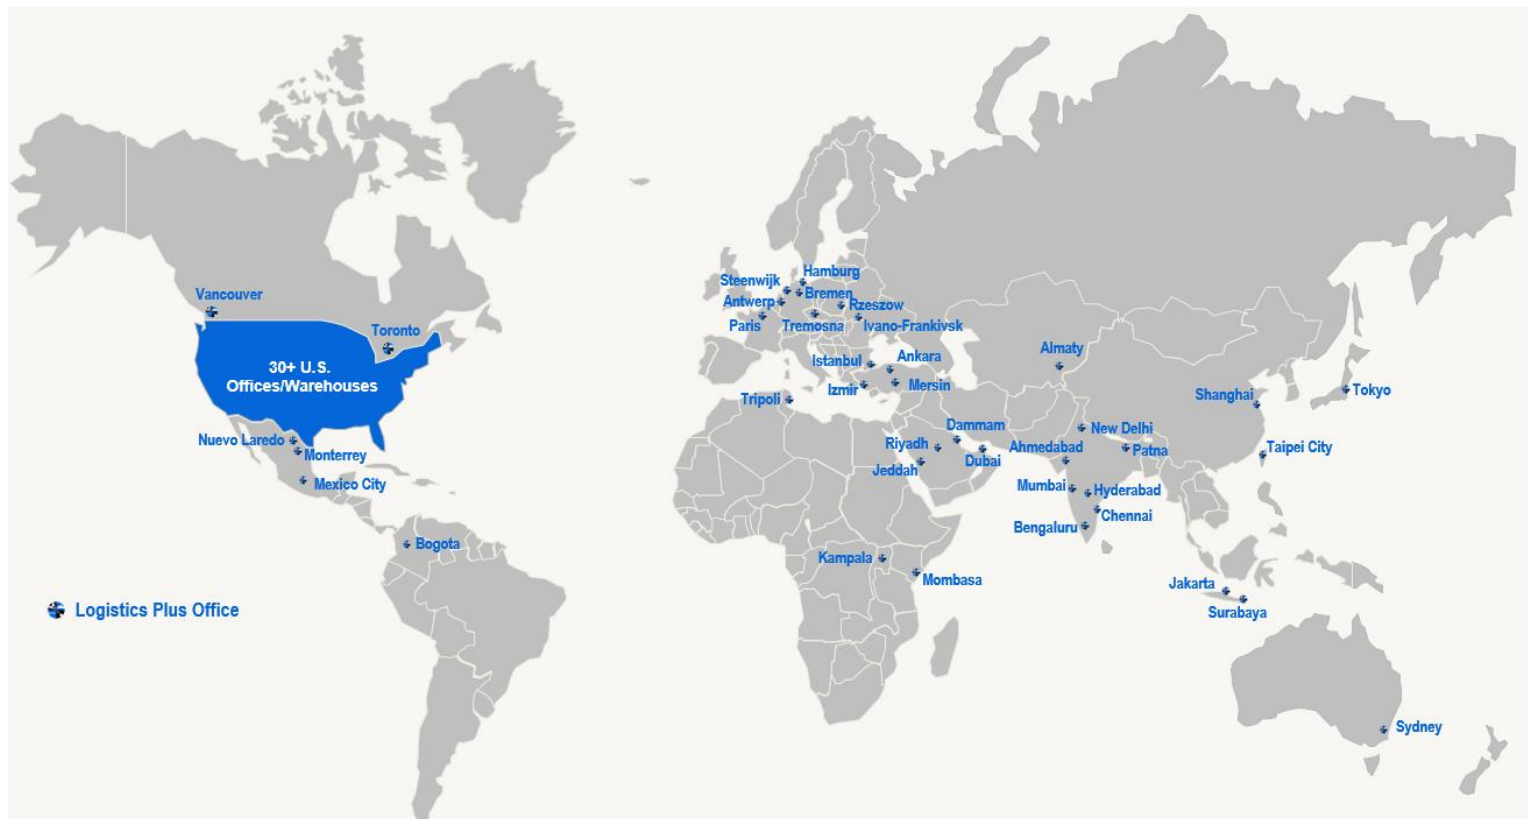 Vancouver
Toronto
30+ U.S.
Offices/Warehouses
Nuevo Laredo
Monterrey
Mexico City
Bogota
Logistics Plus Office
Hamburg
Steenwijk
Bremen
Antwerp
Rzeszow
Paris
Tremosna
Ivano-Frankivsk
Istanbul
Ankara
Izmir
Mersin
Tripoli
Almaty
Shanghai
Tokyo
Dammam
New Delhi
Riyadh
Ahmedabad
Patna
Taipei City
Jeddah
Dubai
Mumbai
Hyderabad
Chennai
Bengaluru
Kampala
Mombasa
Jakarta
Surabaya
Sydney